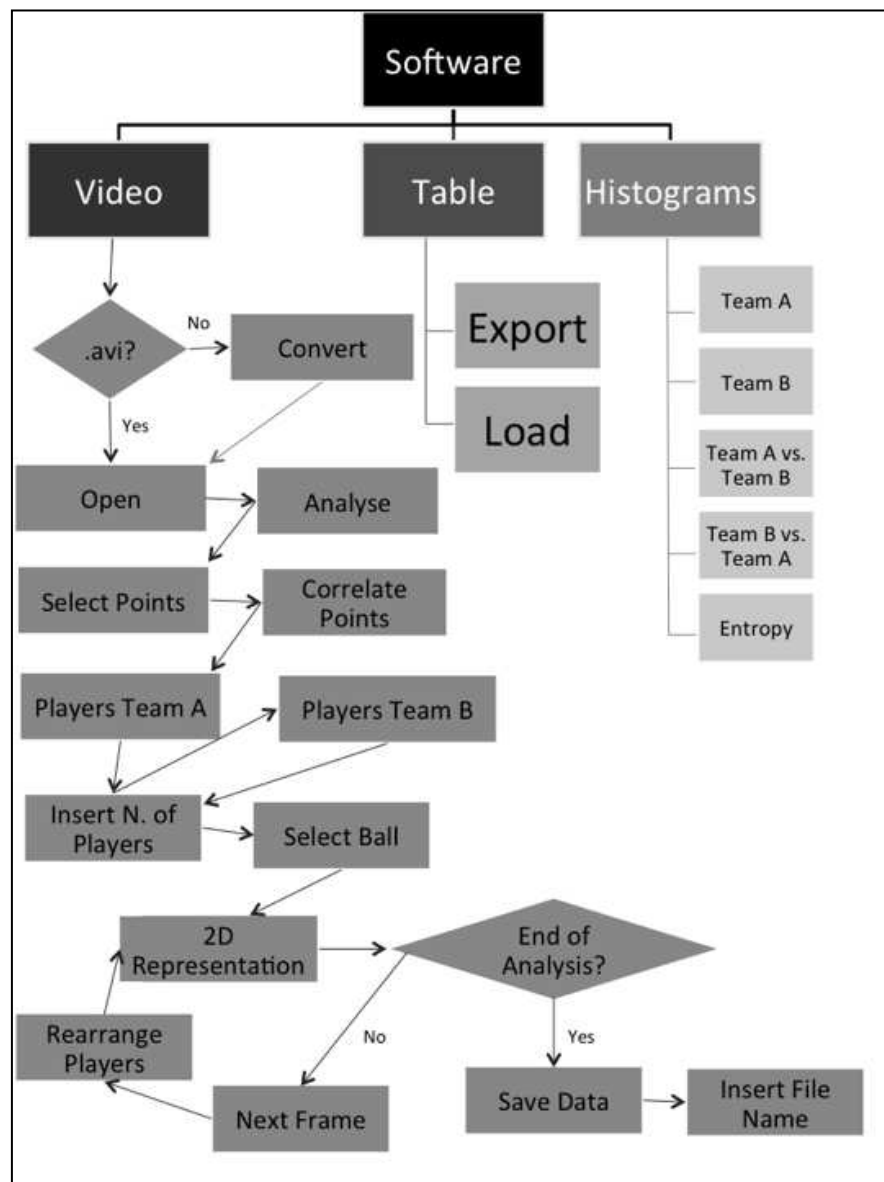 Software
Video
Table
Histograms
.avi?
No
Convert
Yes
Open
Analyse
Select Points
Correlate
Points
Players Team A
Players Team B
Insert N. of
Players
Select Ball
2D
Representation
End of
Analysis?
No
Yes
Rearrange
Players
Next Frame
Save Data
Insert File
Name
Export
Load
Team A
Team B
Team A vs.
Team B
Team B vs.
Team A
Entropy